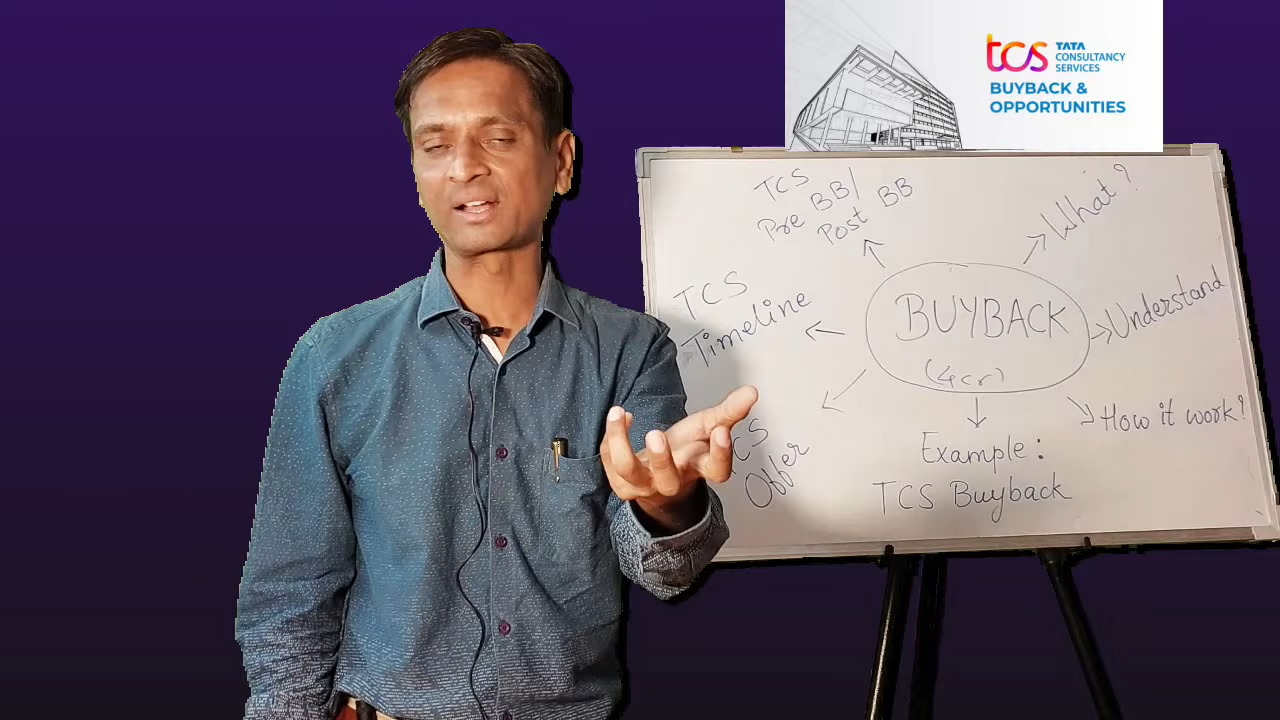 tcs TATA
CONSULTANCY
SERVICES
BUYBACK &
OPPORTUNITIES
TCS
Pre BB/
Post BB
What?
TCS
Timeline
BUYBACK
(4cr)
Understand
How it work?
TCS
Offer
Example:
TCS Buyback